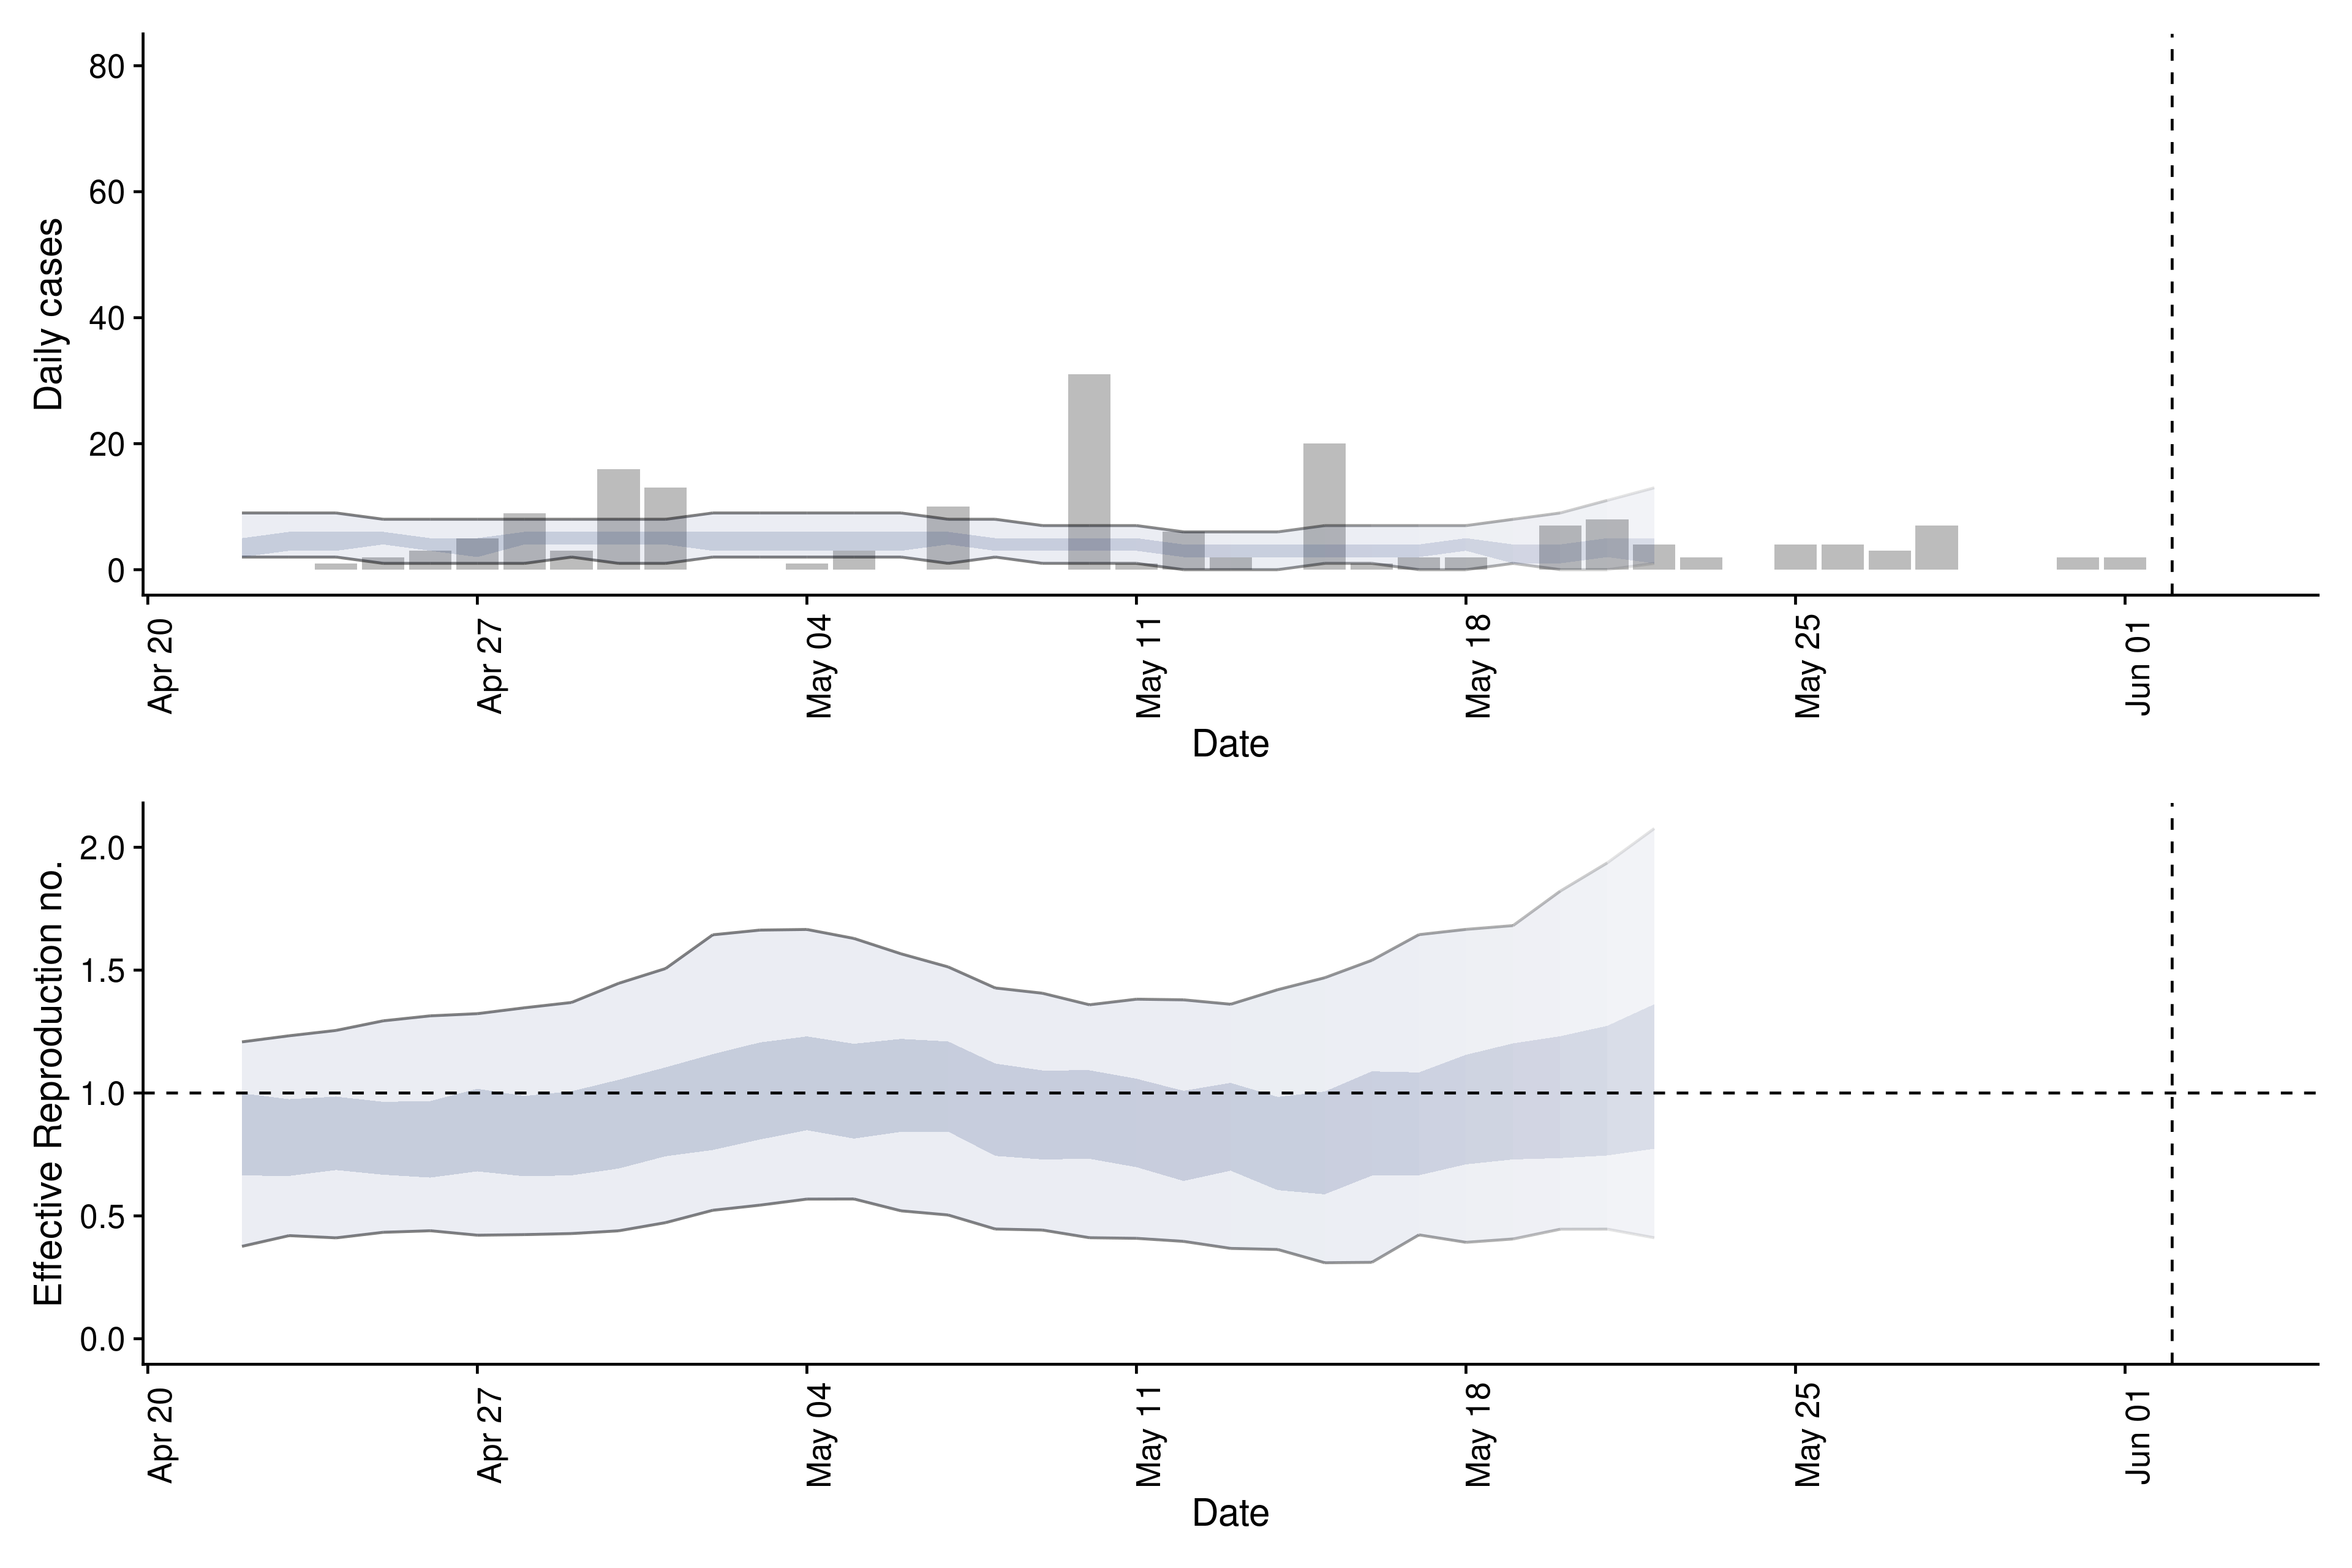 Daily cases
80
60
40
20
0
Apr 20
Apr 27
May 04
May 11
May 18
May 25
Jun 01
Date
Effective Reproduction no.
2.0
1.5
1.0
0.5
0.0
Apr 20
Apr 27
May 04
May 11
May 18
May 25
Jun 01
Date